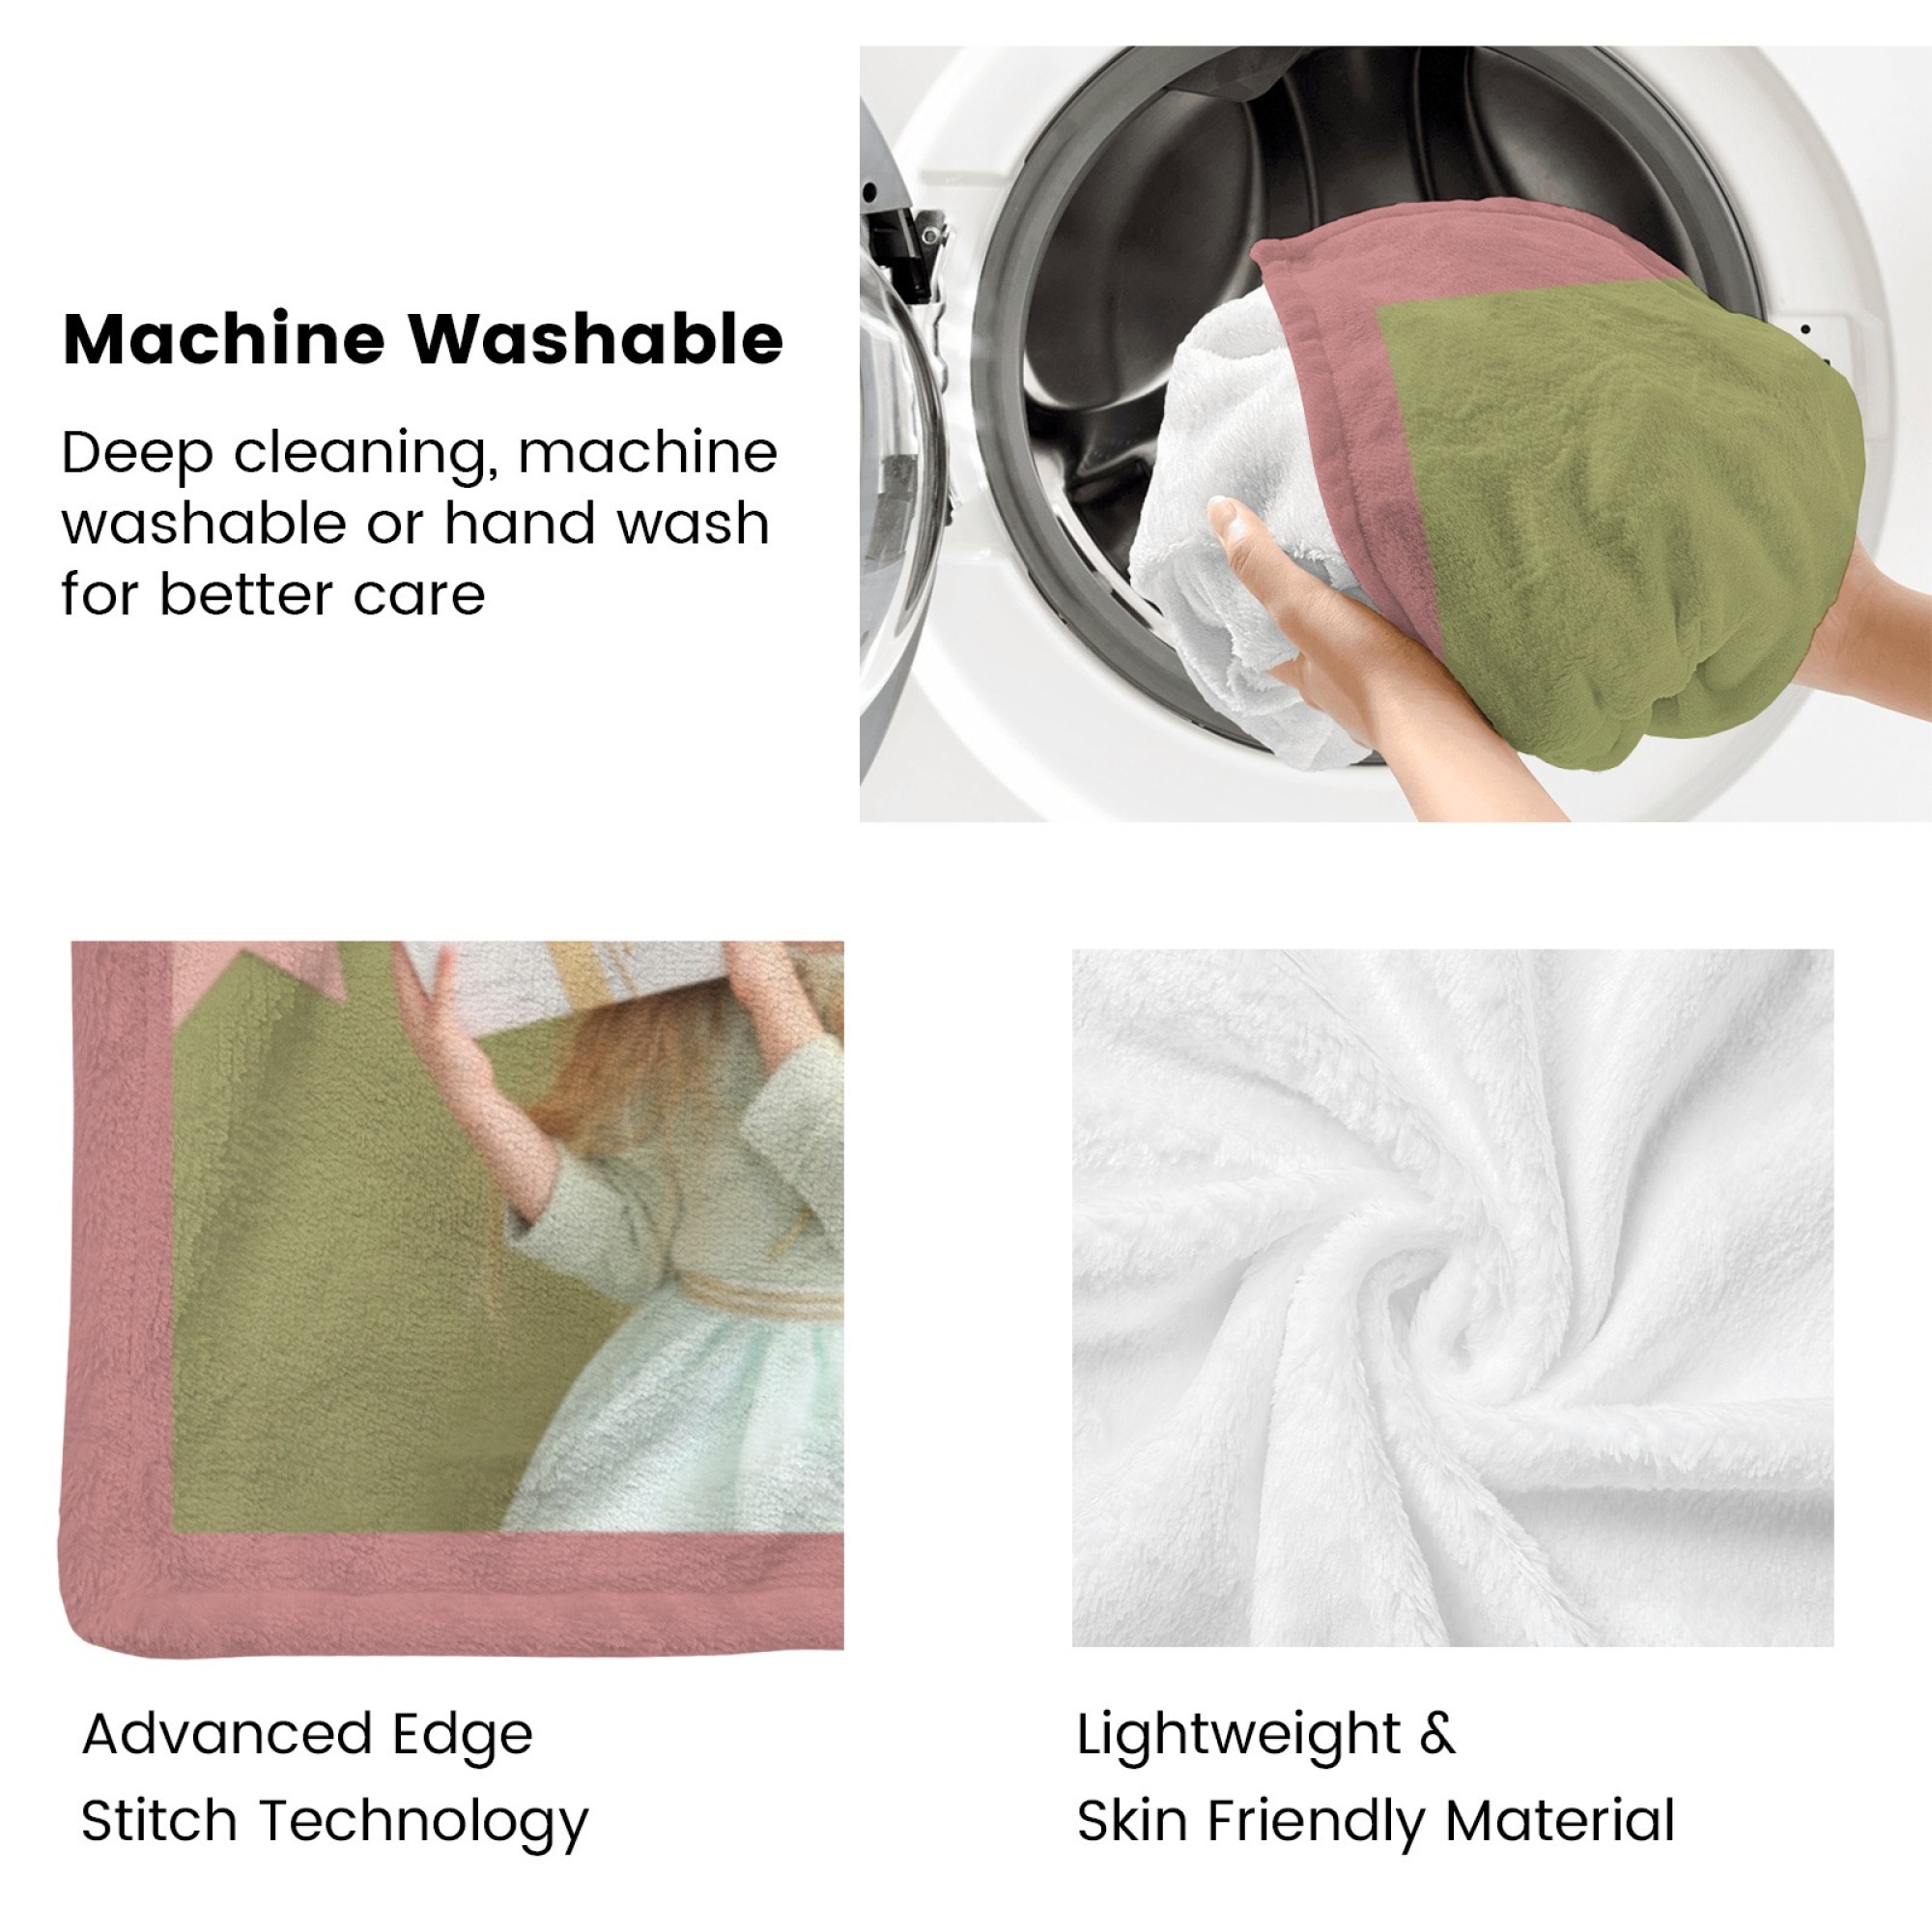 Machine Washable
Deep cleaning, machine
washable or hand wash
for better care
Advanced Edge
Stitch Technology
Lightweight &
Skin Friendly Material